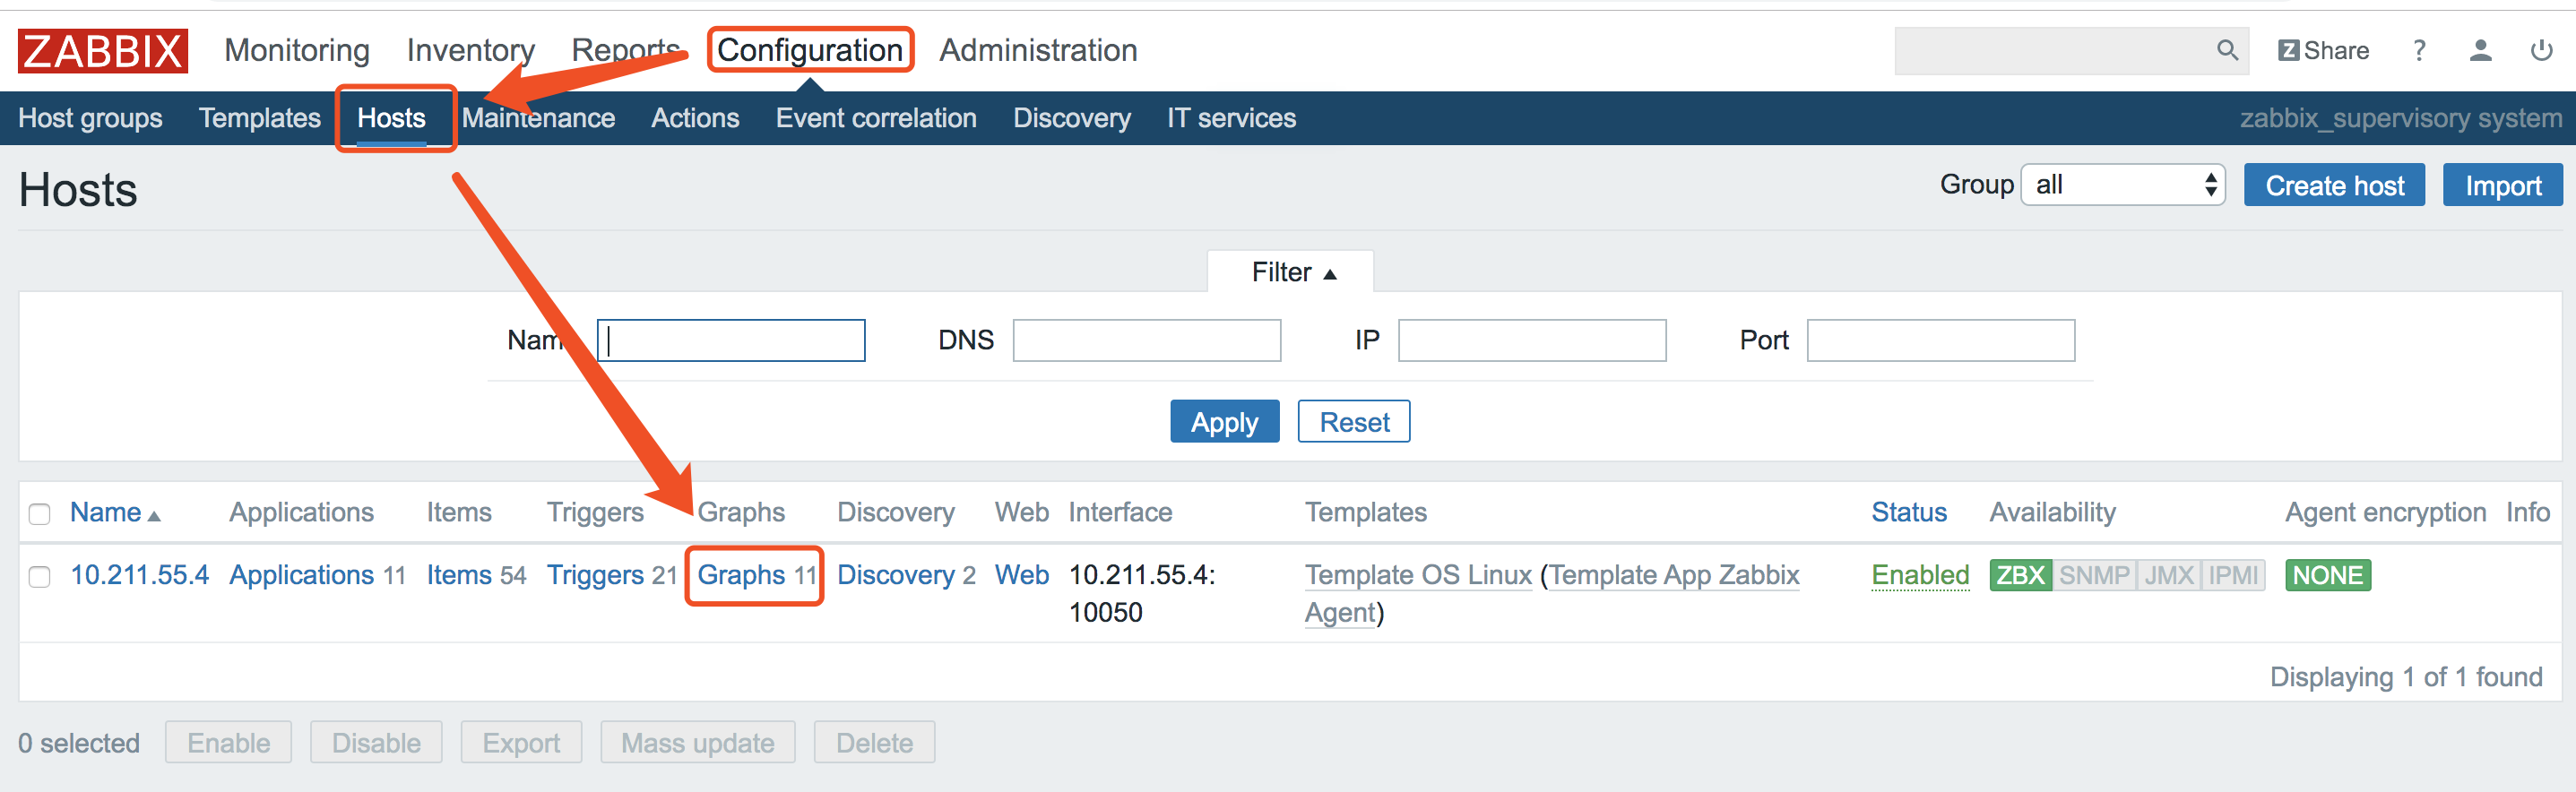 ZABBIX Monitoring Inventory Reports Configuration Administration Z Share ?
Host groups Templates Hosts Maintenance Actions Event correlation Discovery IT services zabbix_supervisory system
Hosts Group all Create host Import
Filter ▲
Nam DNS IP Port
Apply Reset
Name ▲ Applications Items Triggers Graphs Discovery Web Interface Templates Status Availability Agent encryption Info
10.211.55.4 Applications 11 Items 54 Triggers 21 Graphs 11 Discovery 2 Web 10.211.55.4: Template OS Linux (Template App Zabbix Enabled ZBX SNMP JMX IPMI NONE
10050 Agent)
Displaying 1 of 1 found
0 selected Enable Disable Export Mass update Delete